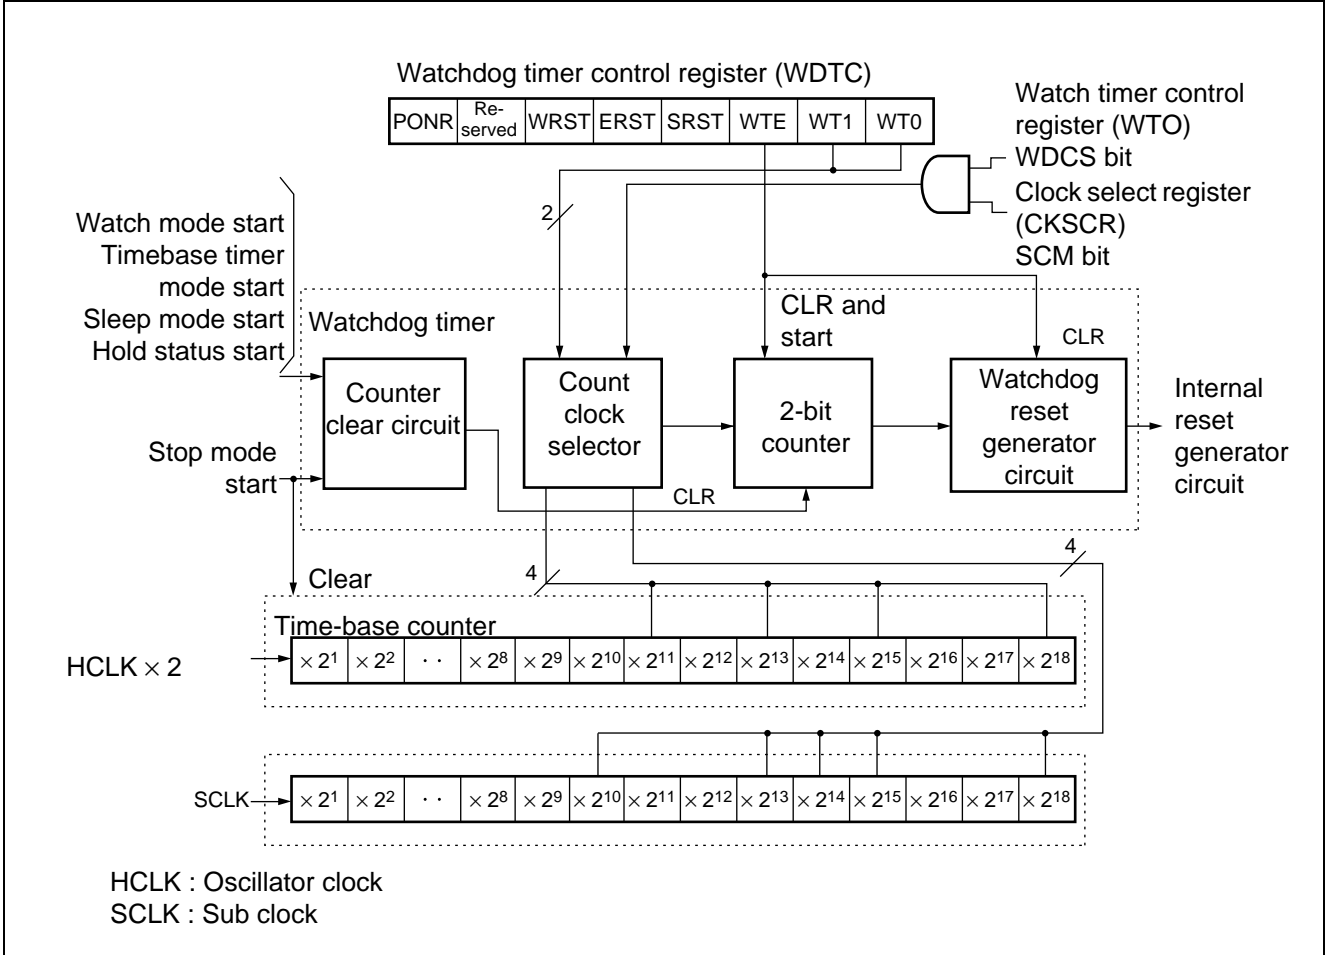 Watchdog timer control register (WDTC)
PONR Re-served WRST ERST SRST WTE WT1 WT0
Watch timer control
register (WTO)
WDCS bit
Clock select register
(CKSCR)
SCM bit
2
Watch mode start
Timebase timer
mode start
Sleep mode start
Hold status start
Watchdog timer
CLR and
start
CLR
Counter
clear circuit
Count
clock
selector
2-bit
counter
Watchdog
reset
generator
circuit
Internal
reset
generator
circuit
Stop mode
start
CLR
4
4
Clear
Time-base counter
HCLK × 2
× 2¹ × 2² ·· × 2⁸ × 2⁹ × 2¹⁰ × 2¹¹ × 2¹² × 2¹³ × 2¹⁴ × 2¹⁵ × 2¹⁶ × 2¹⁷ × 2¹⁸
SCLK
× 2¹ × 2² ·· × 2⁸ × 2⁹ × 2¹⁰ × 2¹¹ × 2¹² × 2¹³ × 2¹⁴ × 2¹⁵ × 2¹⁶ × 2¹⁷ × 2¹⁸
HCLK : Oscillator clock
SCLK : Sub clock